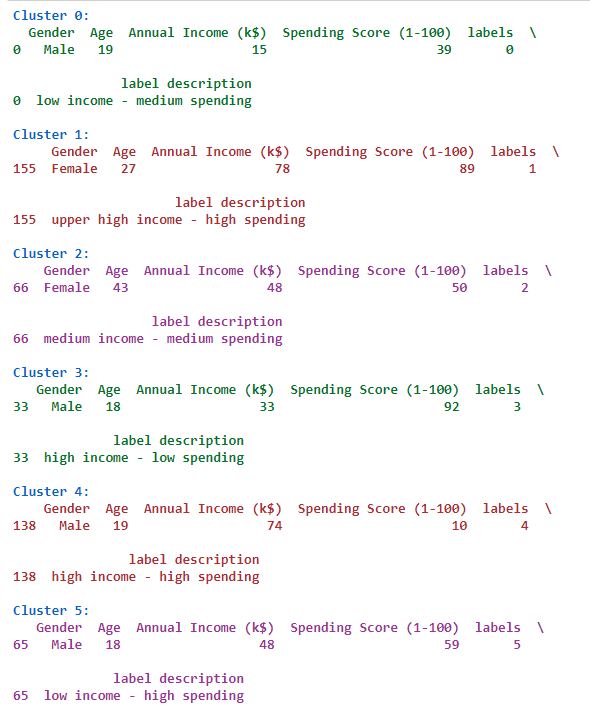 Cluster 0:
Gender Age Annual Income (k$) Spending Score (1-100) labels \
0 Male 19 15 39 0
label description
0 low income - medium spending
Cluster 1:
Gender Age Annual Income (k$) Spending Score (1-100) labels \
155 Female 27 78 89 1
label description
155 upper high income - high spending
Cluster 2:
Gender Age Annual Income (k$) Spending Score (1-100) labels \
66 Female 43 48 50 2
label description
66 medium income - medium spending
Cluster 3:
Gender Age Annual Income (k$) Spending Score (1-100) labels \
33 Male 18 33 92 3
label description
33 high income - low spending
Cluster 4:
Gender Age Annual Income (k$) Spending Score (1-100) labels \
138 Male 19 74 10 4
label description
138 high income - high spending
Cluster 5:
Gender Age Annual Income (k$) Spending Score (1-100) labels \
65 Male 18 48 59 5
label description
65 low income - high spending